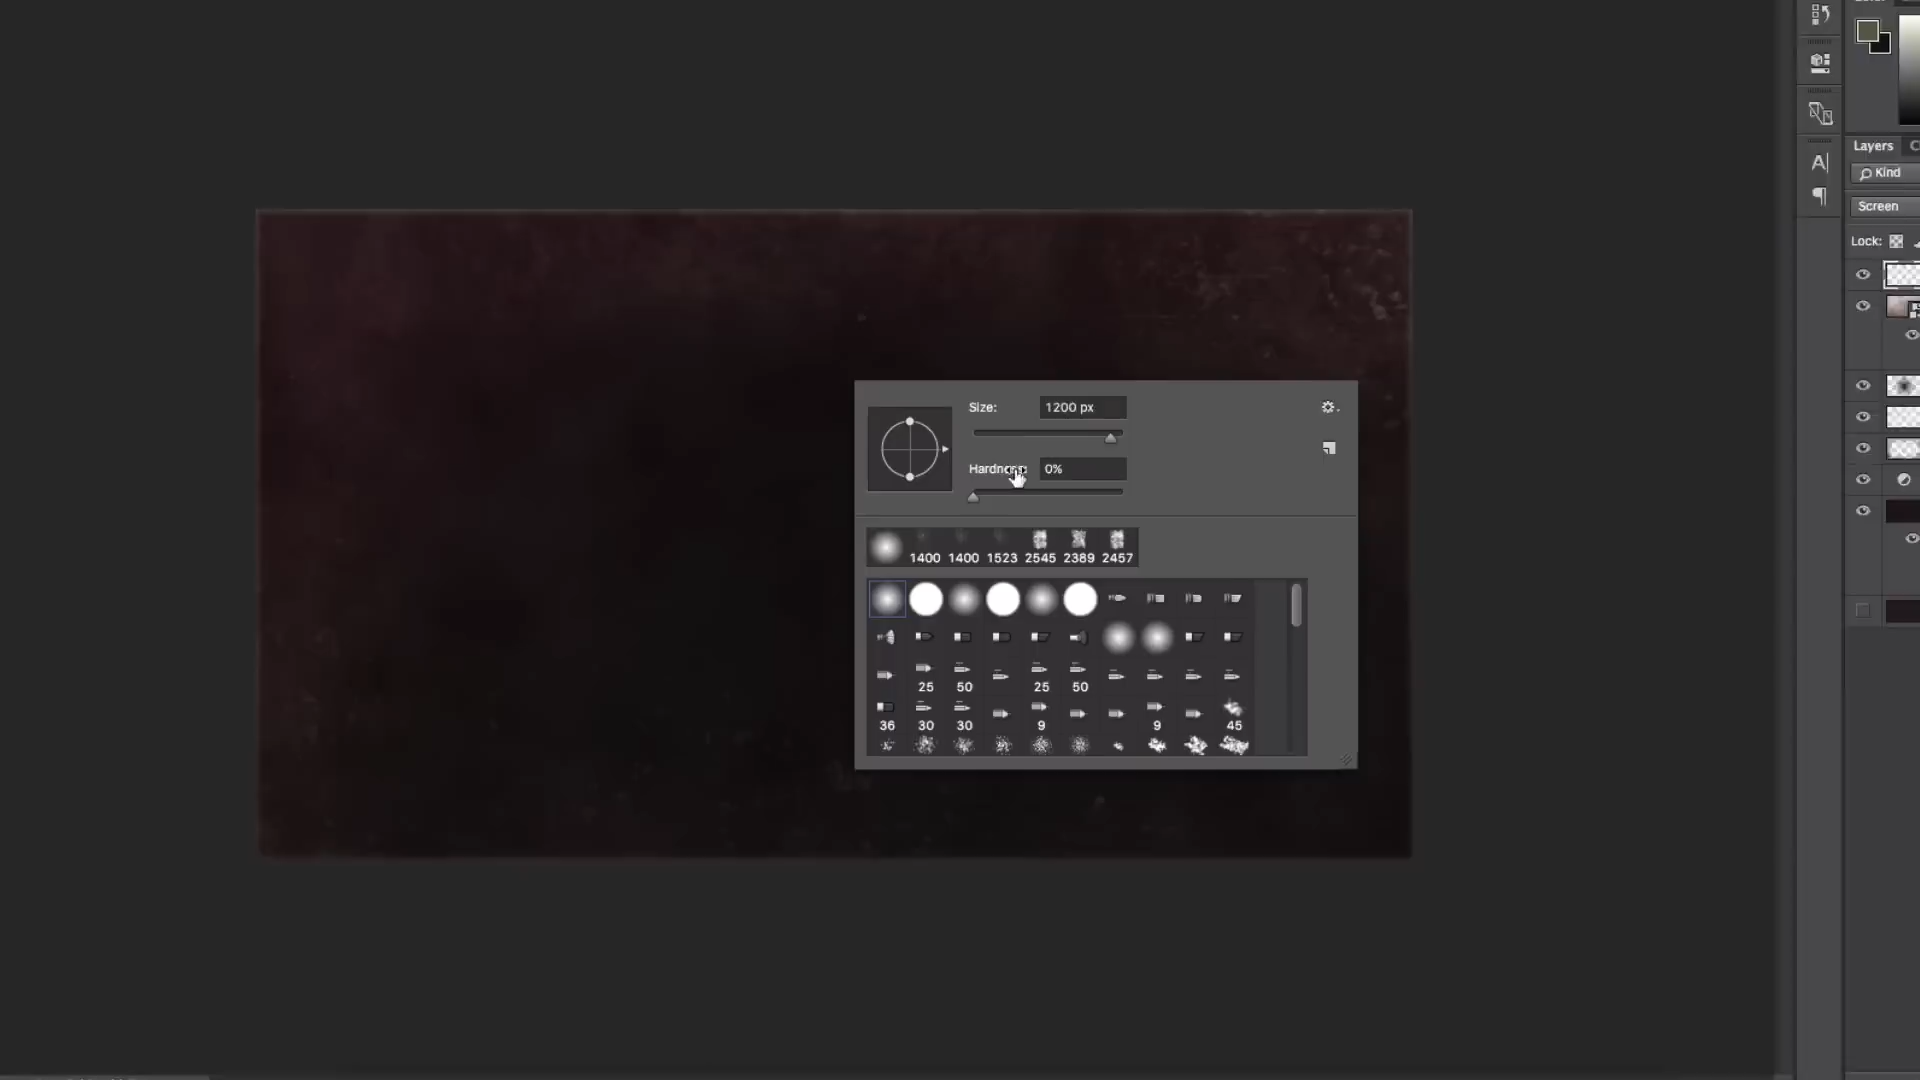 Layers
Kind
Screen
Lock:
Size: 1200 px
Hardness: 0%
1400 1400 1523 2545 2389 2457
25 50 25 50
36 30 30 9 9 45